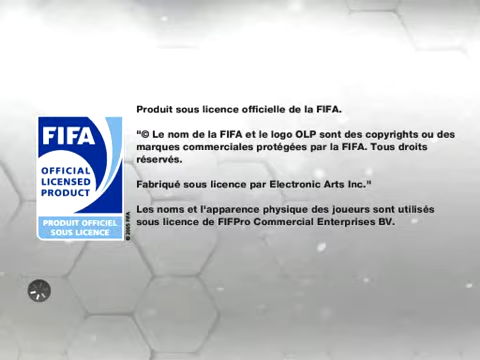 Produit sous licence officielle de la FIFA.
"© Le nom de la FIFA et le logo OLP sont des copyrights ou des
marques commerciales protégées par la FIFA. Tous droits
réservés.
Fabriqué sous licence par Electronic Arts Inc."
Les noms et l'apparence physique des joueurs sont utilisés
sous licence de FIFPro Commercial Enterprises BV.
FIFA
OFFICIAL
LICENSED
PRODUCT
PRODUIT OFFICIEL
SOUS LICENCE
© 2005 FIFA